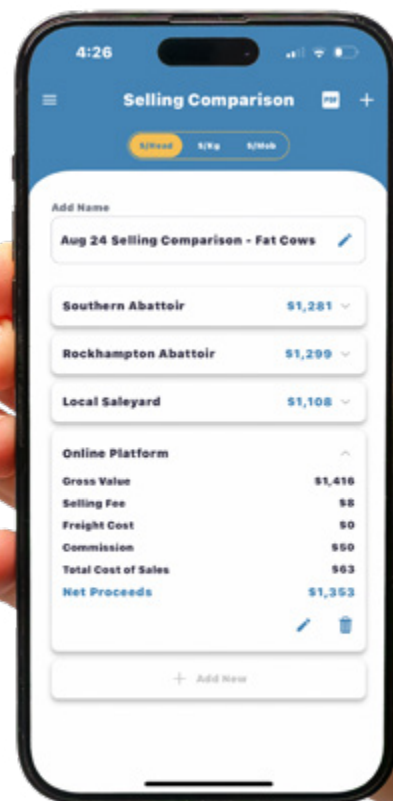 4:26
Selling Comparison PDF
$/Head $/Kg $/Mob
Add Name
Aug 24 Selling Comparison - Fat Cows
Southern Abattoir $1,281
Rockhampton Abattoir $1,299
Local Saleyard $1,108
Online Platform
Gross Value $1,416
Selling Fee $8
Freight Cost $0
Commission $50
Total Cost of Sales $63
Net Proceeds $1,353
+ Add New